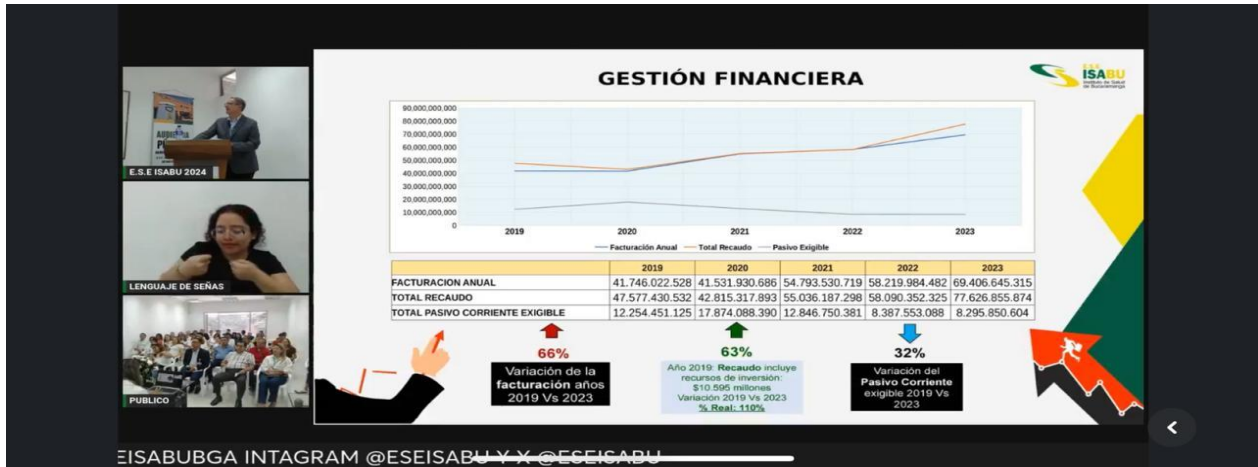 GESTIÓN FINANCIERA
E.S.E
ISABU
Instituto de Salud
de Bucaramanga
90,000,000,000
80,000,000,000
70,000,000,000
60,000,000,000
50,000,000,000
40,000,000,000
30,000,000,000
20,000,000,000
10,000,000,000
0
2019 2020 2021 2022 2023
Facturación Anual Total Recaudo Pasivo Exigible
2019 2020 2021 2022 2023
FACTURACION ANUAL 41.746.022.528 41.531.930.686 54.793.530.719 58.219.984.482 69.406.645.315
TOTAL RECAUDO 47.577.430.532 42.815.317.893 55.036.187.298 58.090.352.325 77.626.855.874
TOTAL PASIVO CORRIENTE EXIGIBLE 12.254.451.125 17.874.088.390 12.846.750.381 8.387.553.088 8.295.850.604
66%
Variación de la
facturación años
2019 Vs 2023
63%
Año 2019: Recaudo incluye
recursos de inversión:
$10.595 millones
Variación 2019 Vs 2023
% Real: 110%
32%
Variación del
Pasivo Corriente
exigible 2019 Vs
2023
E.S.E ISABU 2024
LENGUAJE DE SEÑAS
PUBLICO
EISABUBGA INTAGRAM @ESEISABU Y X @ESEISABU